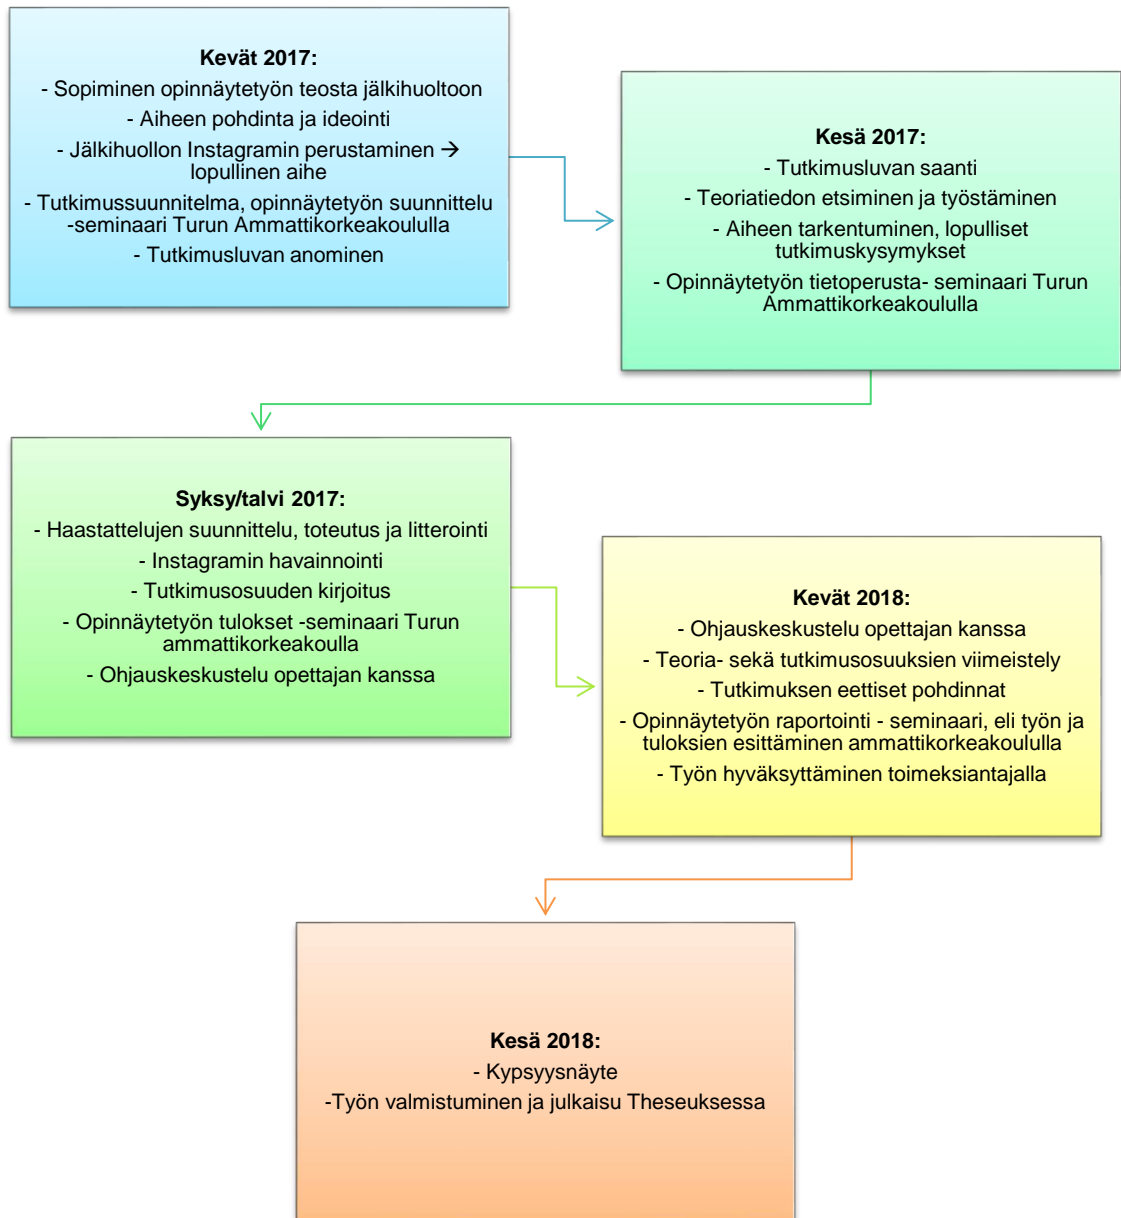 Kevät 2017:
- Sopiminen opinnäytetyön teosta jälkihuoltoon
- Aiheen pohdinta ja ideointi
- Jälkihuollon Instagramin perustaminen →
lopullinen aihe
- Tutkimussuunnitelma, opinnäytetyön suunnittelu
-seminaari Turun Ammattikorkeakoululla
- Tutkimusluvan anominen
Kesä 2017:
- Tutkimusluvan saanti
- Teoriatiedon etsiminen ja työstäminen
- Aiheen tarkentuminen, lopulliset
tutkimuskysymykset
- Opinnäytetyön tietoperusta- seminaari Turun
Ammattikorkeakoululla
Syksy/talvi 2017:
- Haastattelujen suunnittelu, toteutus ja litterointi
- Instagramin havainnointi
- Tutkimusosuuden kirjoitus
- Opinnäytetyön tulokset -seminaari Turun
ammattikorkeakoulla
- Ohjauskeskustelu opettajan kanssa
Kevät 2018:
- Ohjauskeskustelu opettajan kanssa
- Teoria- sekä tutkimusosuuksien viimeistely
- Tutkimuksen eettiset pohdinnat
- Opinnäytetyön raportointi - seminaari, eli työn ja
tuloksien esittäminen ammattikorkeakoululla
- Työn hyväksyttäminen toimeksiantajalla
Kesä 2018:
- Kypsyysnäyte
-Työn valmistuminen ja julkaisu Theseuksessa